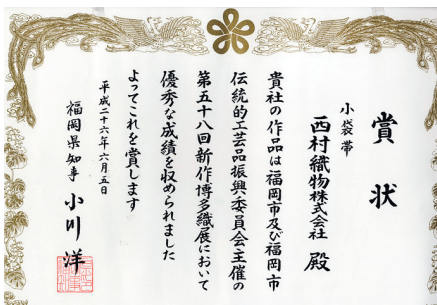 賞状
小袋帯
西村織物株式会社 殿
貴社の作品は福岡市及び福岡市
伝統的工芸品振興委員会主催の
第五十八回新作博多織展において
優秀な成績を収められました
よってこれを賞します
平成二十六年六月五日
福岡県知事 小川 洋